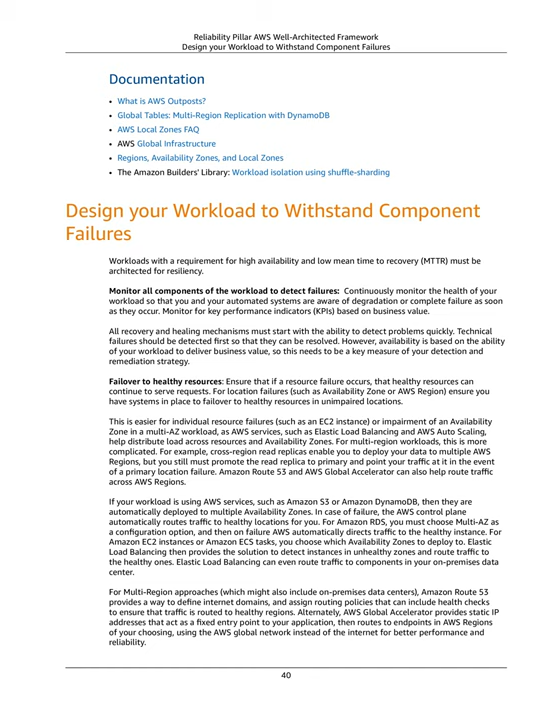 Reliability Pillar AWS Well-Architected Framework
Design your Workload to Withstand Component Failures
Documentation
• What is AWS Outposts?
• Global Tables: Multi-Region Replication with DynamoDB
• AWS Local Zones FAQ
• AWS Global Infrastructure
• Regions, Availability Zones, and Local Zones
• The Amazon Builders' Library: Workload isolation using shuffle-sharding
Design your Workload to Withstand Component
Failures
Workloads with a requirement for high availability and low mean time to recovery (MTTR) must be
architected for resiliency.
Monitor all components of the workload to detect failures: Continuously monitor the health of your
workload so that you and your automated systems are aware of degradation or complete failure as soon
as they occur. Monitor for key performance indicators (KPIs) based on business value.
All recovery and healing mechanisms must start with the ability to detect problems quickly. Technical
failures should be detected first so that they can be resolved. However, availability is based on the ability
of your workload to deliver business value, so this needs to be a key measure of your detection and
remediation strategy.
Failover to healthy resources: Ensure that if a resource failure occurs, that healthy resources can
continue to serve requests. For location failures (such as Availability Zone or AWS Region) ensure you
have systems in place to failover to healthy resources in unimpaired locations.
This is easier for individual resource failures (such as an EC2 instance) or impairment of an Availability
Zone in a multi-AZ workload, as AWS services, such as Elastic Load Balancing and AWS Auto Scaling,
help distribute load across resources and Availability Zones. For multi-region workloads, this is more
complicated. For example, cross-region read replicas enable you to deploy your data to multiple AWS
Regions, but you still must promote the read replica to primary and point your traffic at it in the event
of a primary location failure. Amazon Route 53 and AWS Global Accelerator can also help route traffic
across AWS Regions.
If your workload is using AWS services, such as Amazon S3 or Amazon DynamoDB, then they are
automatically deployed to multiple Availability Zones. In case of failure, the AWS control plane
automatically routes traffic to healthy locations for you. For Amazon RDS, you must choose Multi-AZ as
a configuration option, and then on failure AWS automatically directs traffic to the healthy instance. For
Amazon EC2 instances or Amazon ECS tasks, you choose which Availability Zones to deploy to. Elastic
Load Balancing then provides the solution to detect instances in unhealthy zones and route traffic to
the healthy ones. Elastic Load Balancing can even route traffic to components in your on-premises data
center.
For Multi-Region approaches (which might also include on-premises data centers), Amazon Route 53
provides a way to define internet domains, and assign routing policies that can include health checks
to ensure that traffic is routed to healthy regions. Alternately, AWS Global Accelerator provides static IP
addresses that act as a fixed entry point to your application, then routes to endpoints in AWS Regions
of your choosing, using the AWS global network instead of the internet for better performance and
reliability.
40